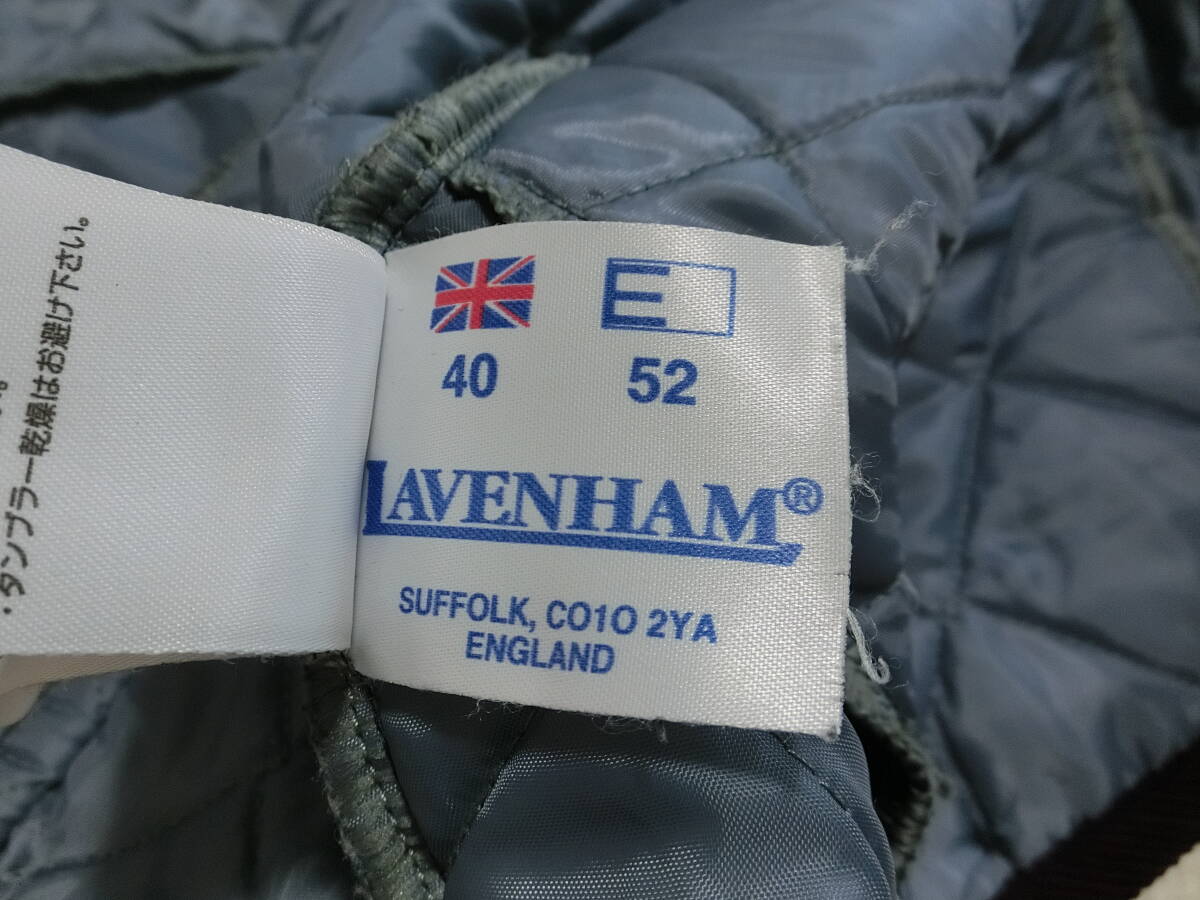 ・タンブラー乾燥はお避け下さい。
E
40 52
LAVENHAM®
SUFFOLK, CO1O 2YA
ENGLAND